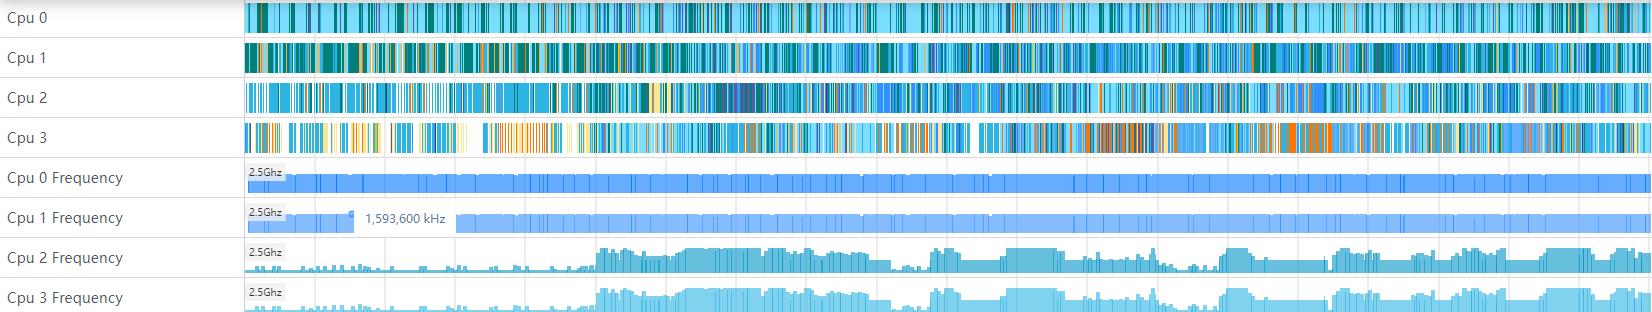 Cpu 0
Cpu 1
Cpu 2
Cpu 3
Cpu 0 Frequency
2.5Ghz
Cpu 1 Frequency
2.5Ghz
1,593,600 kHz
Cpu 2 Frequency
2.5Ghz
Cpu 3 Frequency
2.5Ghz